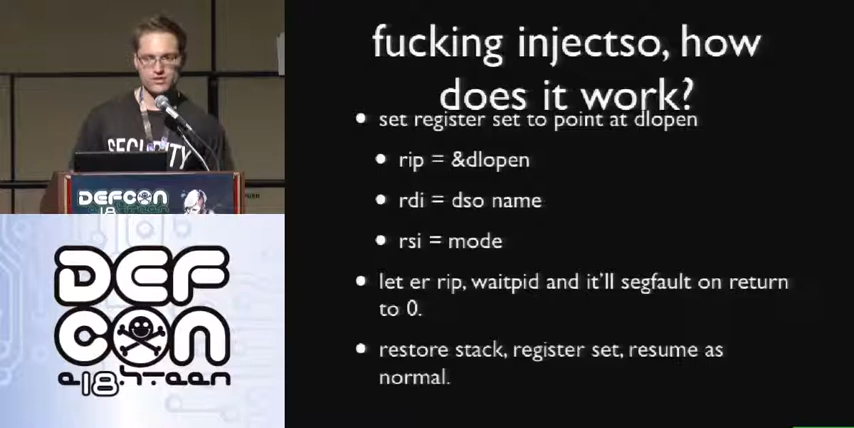 fucking injectso, how
does it work?
• set register set to point at dlopen
• rip = &dlopen
• rdi = dso name
• rsi = mode
• let er rip, waitpid and it'll segfault on return
to 0.
• restore stack, register set, resume as
normal.
SECURITY
DEFCON
18
DEF
CON
e18hteen